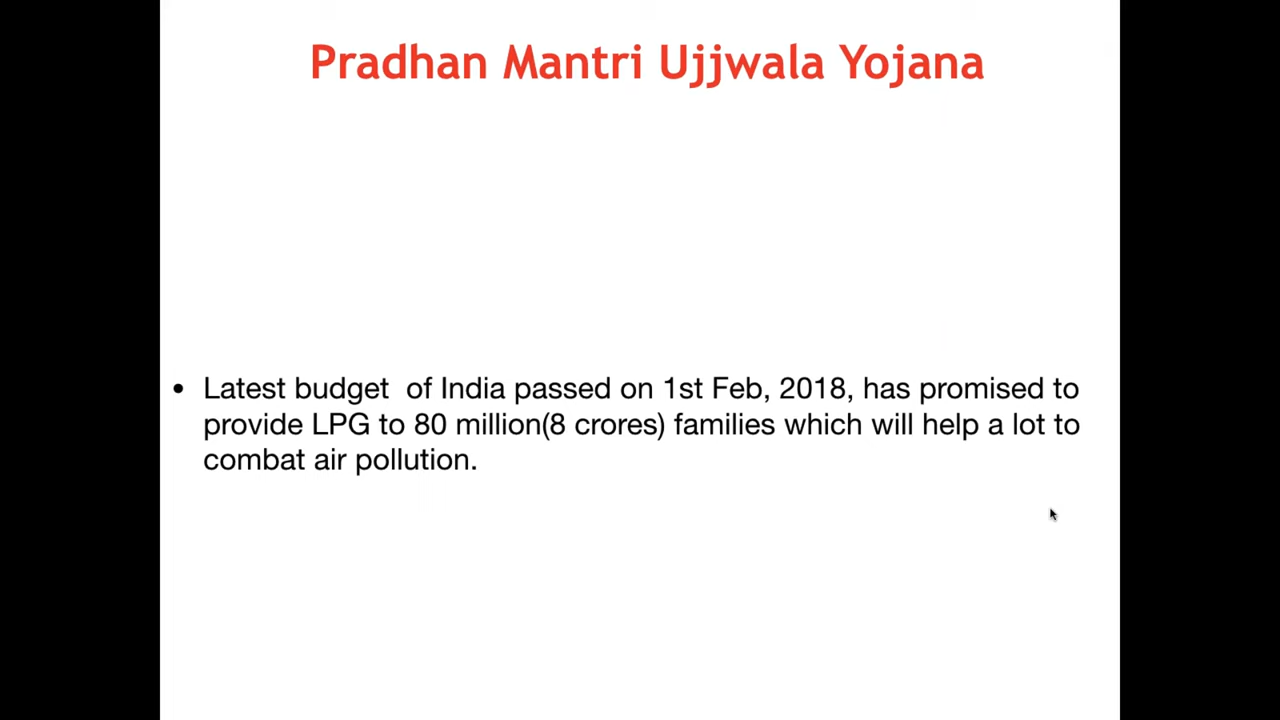 Pradhan Mantri Ujjwala Yojana
• Latest budget  of India passed on 1st Feb, 2018, has promised to
provide LPG to 80 million(8 crores) families which will help a lot to
combat air pollution.